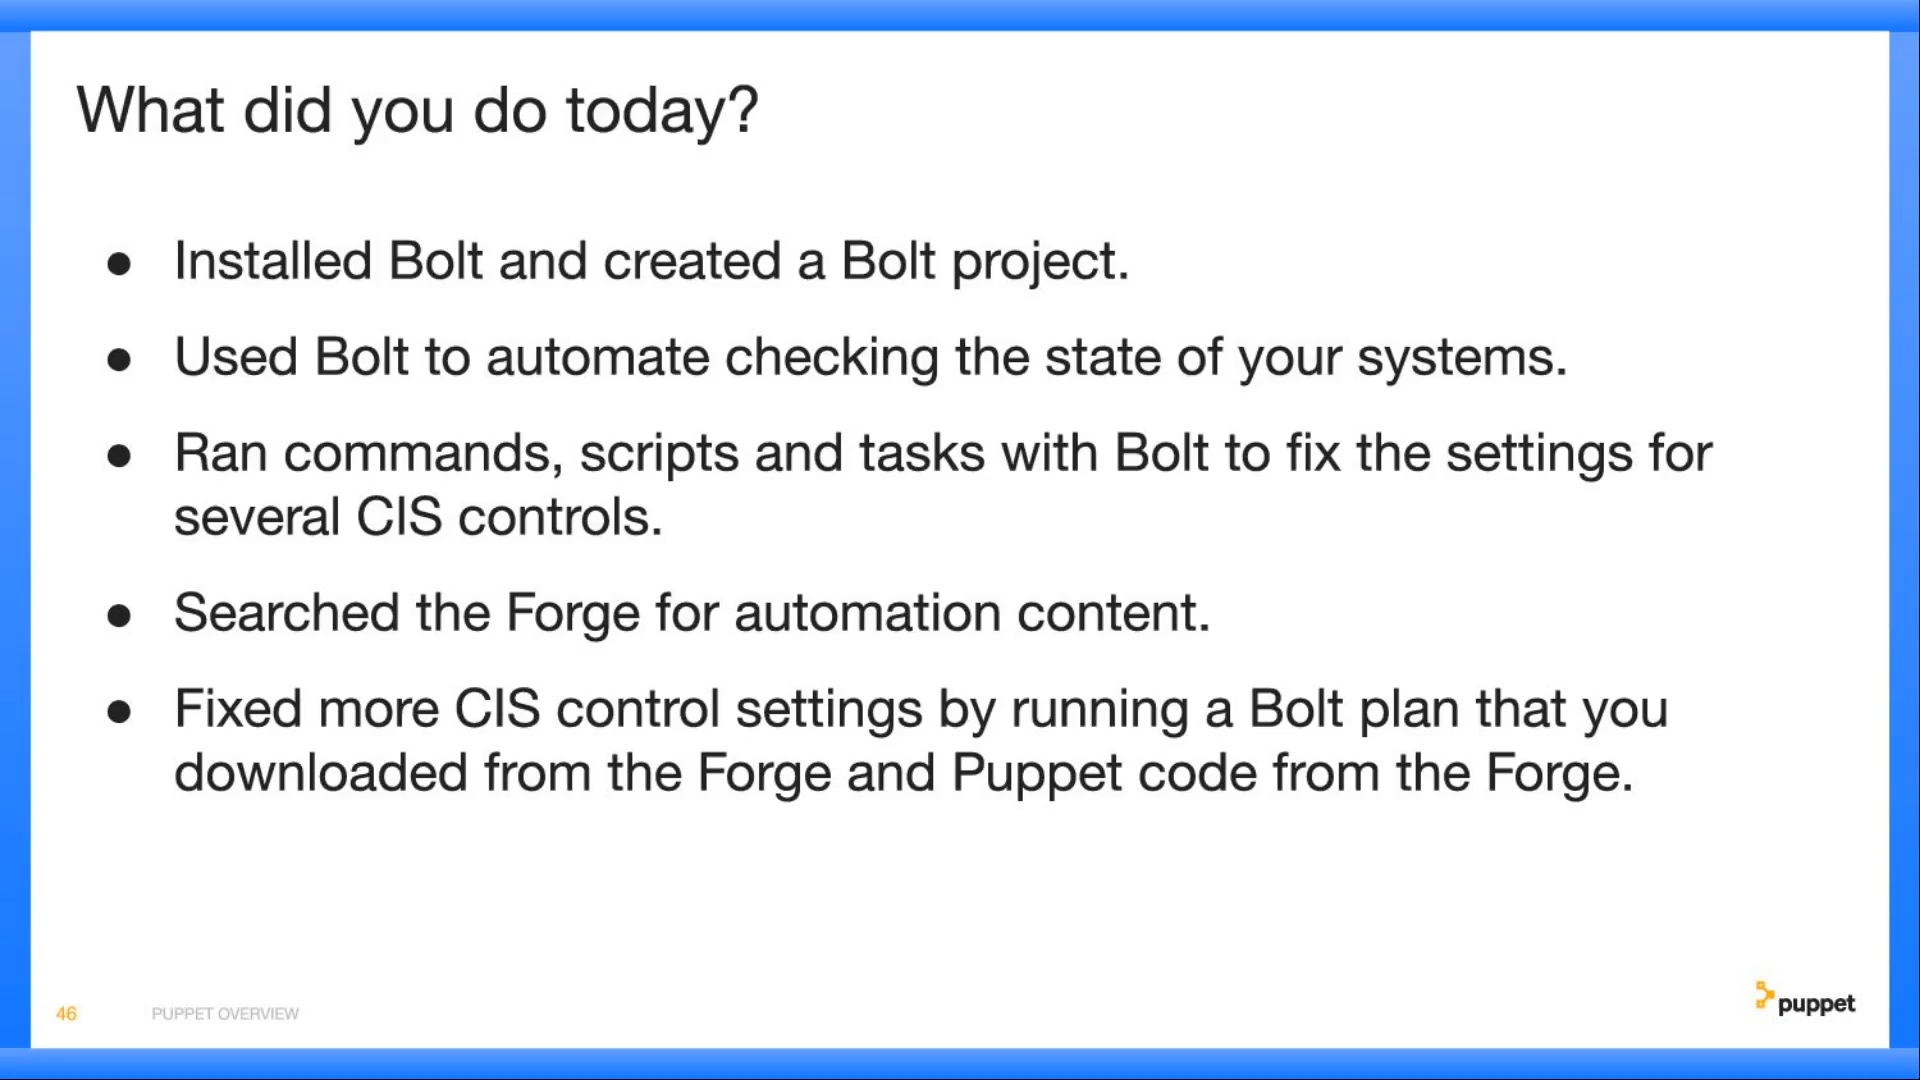 What did you do today?
● Installed Bolt and created a Bolt project.
● Used Bolt to automate checking the state of your systems.
● Ran commands, scripts and tasks with Bolt to fix the settings for
several CIS controls.
● Searched the Forge for automation content.
● Fixed more CIS control settings by running a Bolt plan that you
downloaded from the Forge and Puppet code from the Forge.
46 PUPPET OVERVIEW
puppet